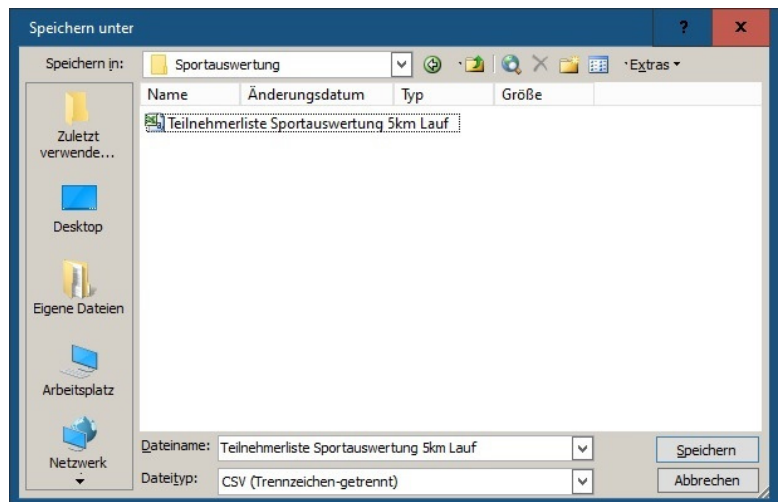 Speichern unter
? x
Speichern in: Sportauswertung Extras
Name Änderungsdatum Typ Größe
Teilnehmerliste Sportauswertung 5km Lauf
Zuletzt
verwende...
Desktop
Eigene Dateien
Arbeitsplatz
Netzwerk
Dateiname: Teilnehmerliste Sportauswertung 5km Lauf Speichern
Dateityp: CSV (Trennzeichen-getrennt) Abbrechen